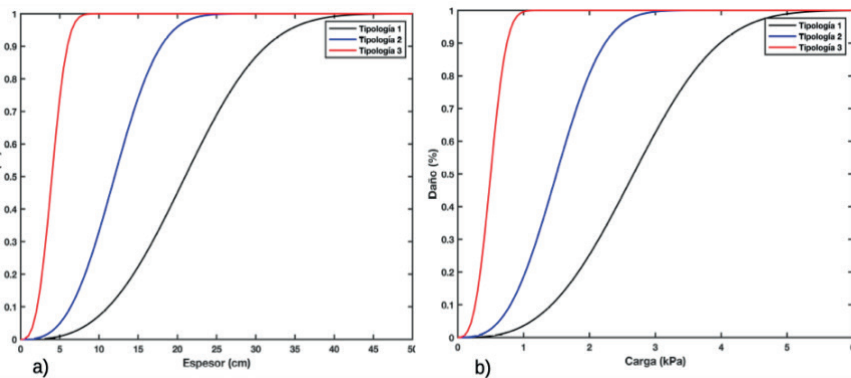 1
0.9
0.8
0.7
0.6
0.5
0.4
0.3
0.2
0.1
0
0 5 10 15 20 25 30 35 40 45 50
Espesor (cm)
a)
Tipología 1
Tipología 2
Tipología 3
Daño (%)
1
0.9
0.8
0.7
0.6
0.5
0.4
0.3
0.2
0.1
0
0 1 2 3 4 5 6
Carga (kPa)
b)
Tipología 1
Tipología 2
Tipología 3